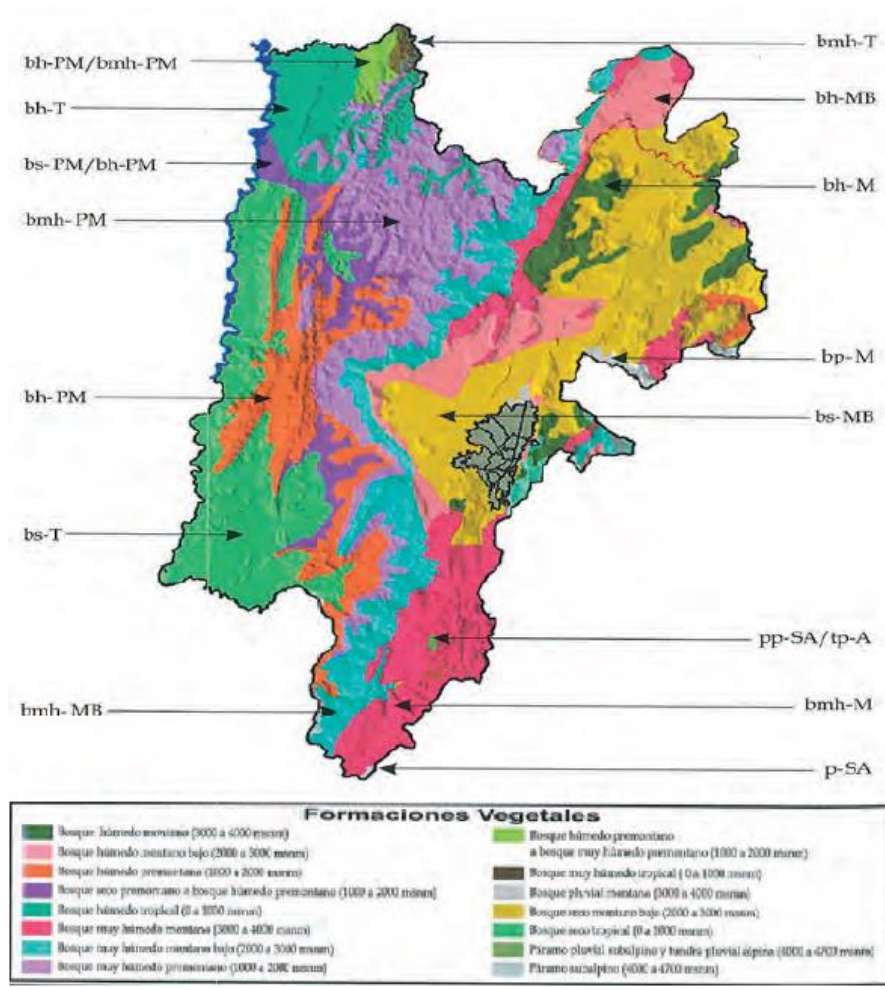 bmh-T
bh-PM/bmh-PM
bh-MB
bh-T
bs-PM/bh-PM
bh-M
bmh-PM
bp-M
bh-PM
bs-MB
bs-T
pp-SA/tp-A
bmh-MB
bmh-M
p-SA
Formaciones Vegetales
Bosque húmedo montano (3000 a 4000 msnm)
Bosque húmedo montano bajo (2000 a 3000 msnm)
Bosque húmedo premontano (1000 a 2000 msnm)
Bosque seco premontano a bosque húmedo premontano (1000 a 2000 msnm)
Bosque húmedo tropical (0 a 1000 msnm)
Bosque muy húmedo montano (3000 a 4000 msnm)
Bosque muy húmedo montano bajo (2000 a 3000 msnm)
Bosque muy húmedo premontano (1000 a 2000 msnm)
Bosque húmedo premontano
a bosque muy húmedo premontano (1000 a 2000 msnm)
Bosque muy húmedo tropical ( 0 a 1000 msnm)
Bosque pluvial montano (3000 a 4000 msnm)
Bosque seco montano bajo (2000 a 3000 msnm)
Bosque seco tropical (0 a 1000 msnm)
Páramo pluvial subalpino y tundra pluvial alpina (4000 a 4700 msnm)
Páramo subalpino (4000 a 4700 msnm)